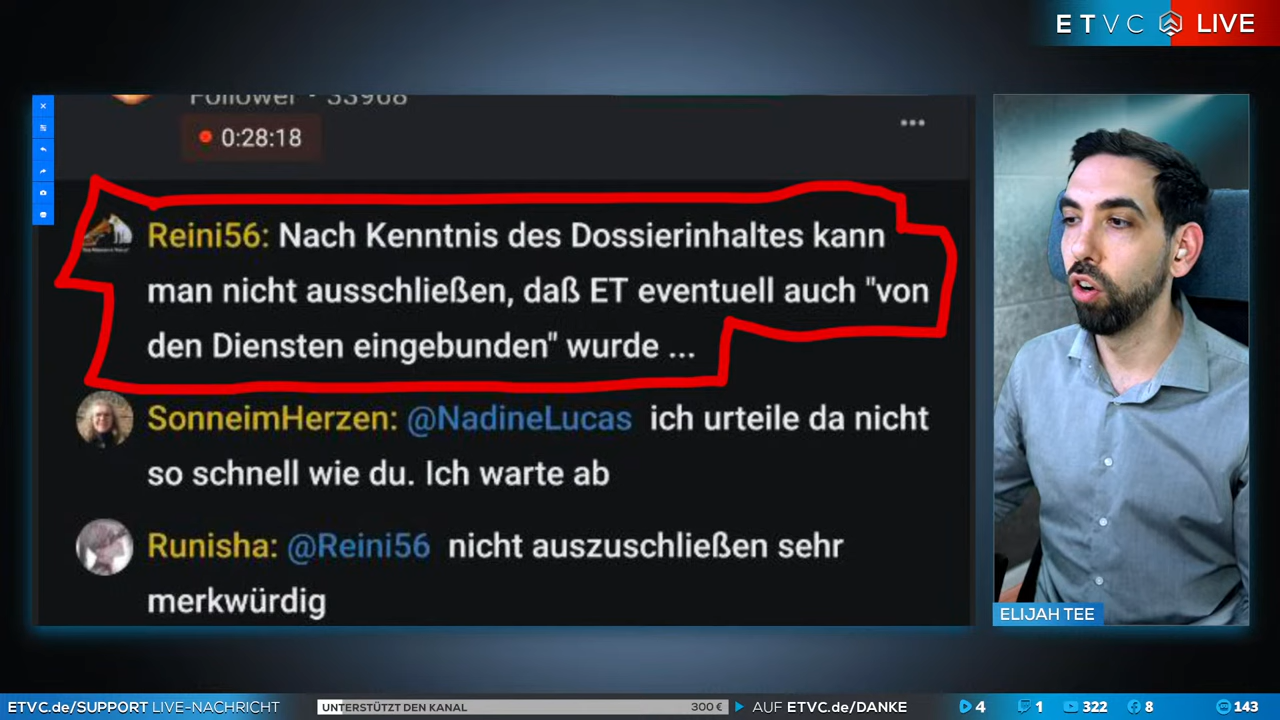 ETVC LIVE
Follower • 33968
0:28:18
Reini56: Nach Kenntnis des Dossierinhaltes kann
man nicht ausschließen, daß ET eventuell auch "von
den Diensten eingebunden" wurde ...
SonneimHerzen: @NadineLucas ich urteile da nicht
so schnell wie du. Ich warte ab
Runisha: @Reini56 nicht auszuschließen sehr
merkwürdig
ELIJAH TEE
ETVC.de/SUPPORT LIVE-NACHRICHT
UNTERSTÜTZT DEN KANAL 300 € AUF ETVC.de/DANKE
4 1 322 8 143